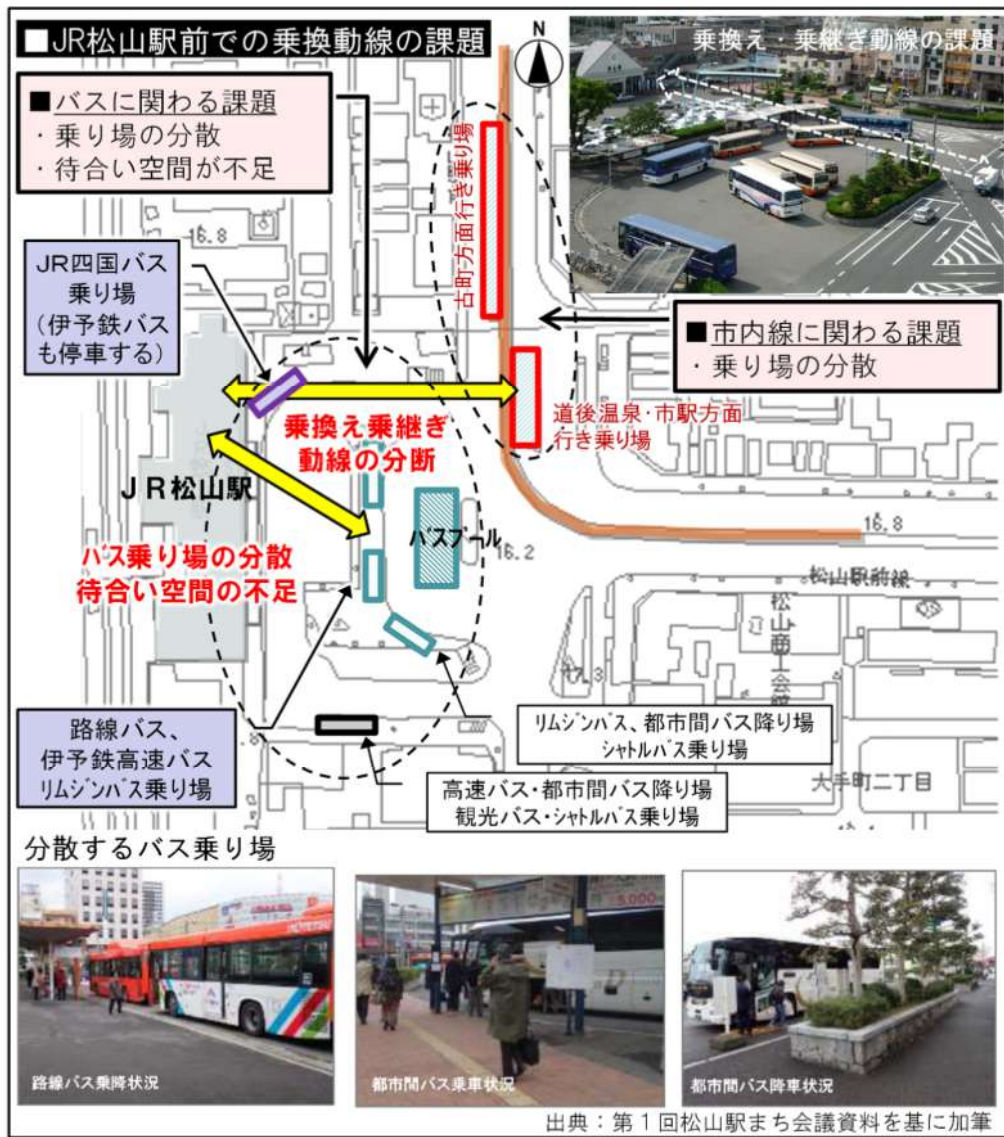 ■JR松山駅前での乗換動線の課題
N
乗換え・乗継ぎ動線の課題
■バスに関わる課題
・乗り場の分散
・待合い空間が不足
古町方面行き乗り場
16.8
JR四国バス
乗り場
(伊予鉄バス
も停車する)
■市内線に関わる課題
・乗り場の分散
道後温泉・市駅方面
行き乗り場
乗換え乗継ぎ
動線の分断
JR松山駅
バスプール
16.2
16.8
バス乗り場の分散
待合い空間の不足
松山駅前線
松山商工会館
17.3
路線バス、
伊予鉄高速バス
リムジンバス乗り場
リムジンバス、都市間バス降り場
シャトルバス乗り場
高速バス・都市間バス降り場
観光バス・シャトルバス乗り場
大手町二丁目
分散するバス乗り場
5,000
路線バス乗降状況
都市間バス乗車状況
都市間バス降車状況
出典：第1回松山駅まち会議資料を基に加筆